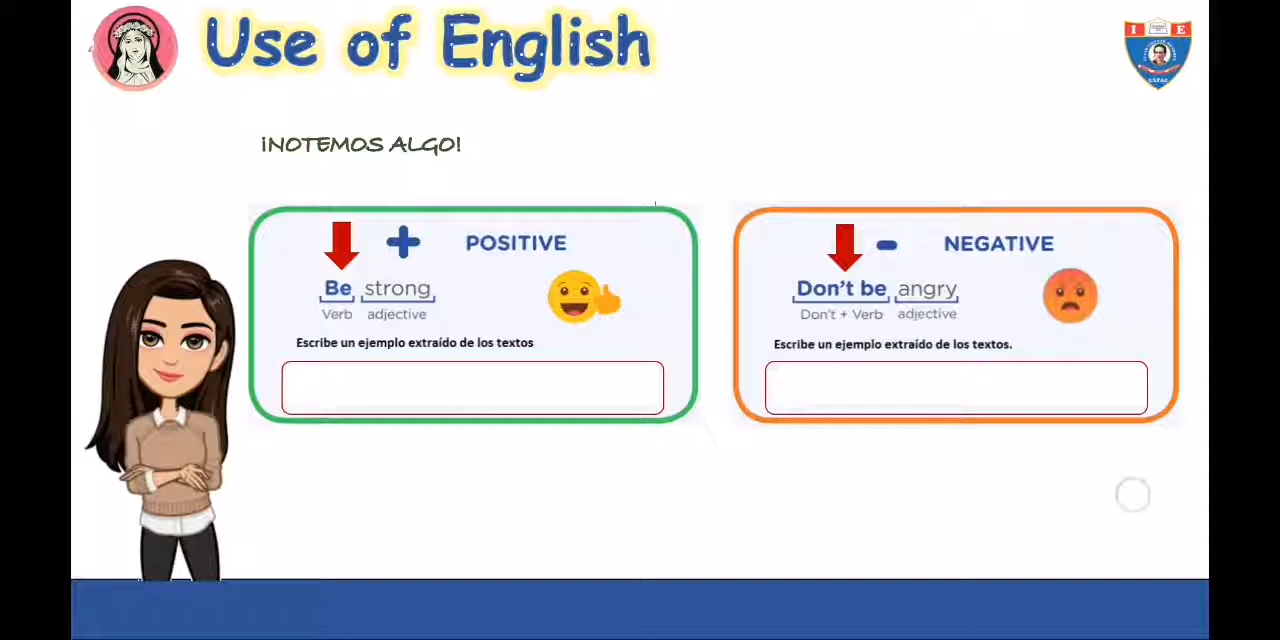 Use of English
I E
¡NOTEMOS ALGO!
+ POSITIVE
Be strong
Verb adjective
Escribe un ejemplo extraído de los textos
- NEGATIVE
Don't be angry
Don't + Verb adjective
Escribe un ejemplo extraído de los textos.